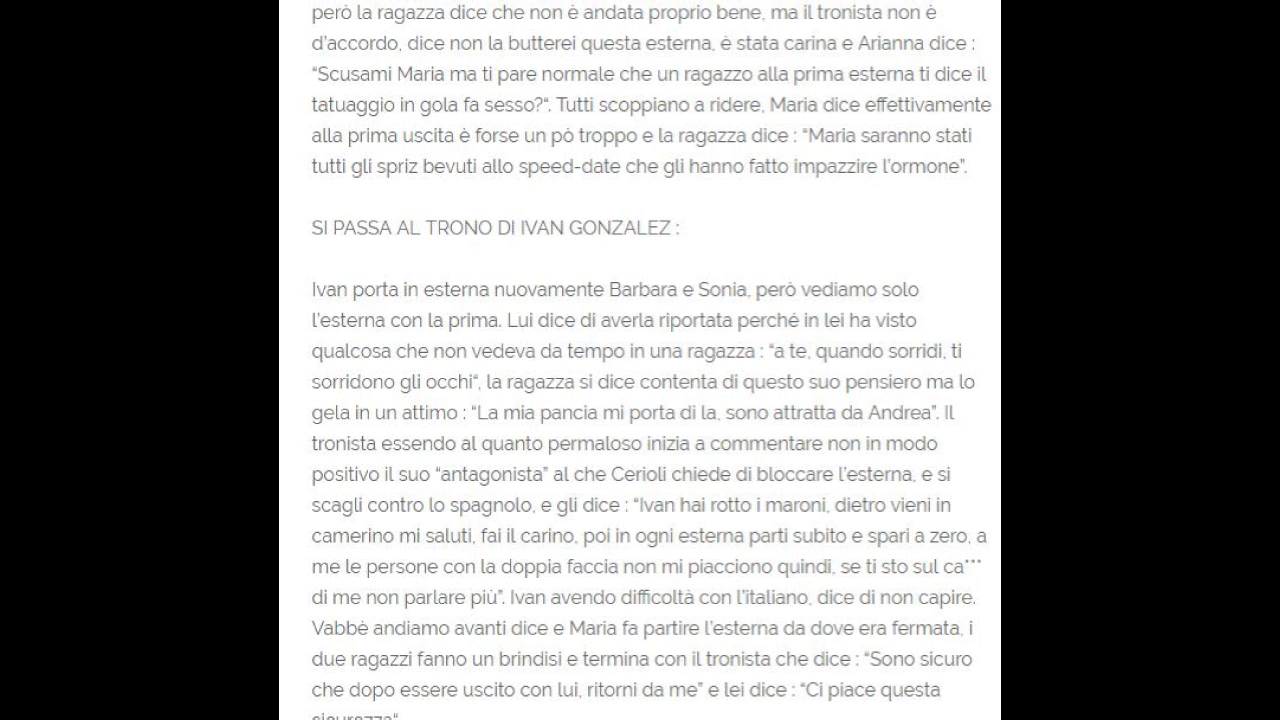 però la ragazza dice che non è andata proprio bene, ma il tronista non è
d'accordo, dice non la butterei questa esterna, è stata carina e Arianna dice :
“Scusami Maria ma ti pare normale che un ragazzo alla prima esterna ti dice il
tatuaggio in gola fa sesso?“. Tutti scoppiano a ridere, Maria dice effettivamente
alla prima uscita è forse un pò troppo e la ragazza dice : “Maria saranno stati
tutti gli spriz bevuti allo speed-date che gli hanno fatto impazzire l’ormone”.
SI PASSA AL TRONO DI IVAN GONZALEZ :
Ivan porta in esterna nuovamente Barbara e Sonia, però vediamo solo
l’esterna con la prima. Lui dice di averla riportata perché in lei ha visto
qualcosa che non vedeva da tempo in una ragazza : “a te, quando sorridi, ti
sorridono gli occhi“, la ragazza si dice contenta di questo suo pensiero ma lo
gela in un attimo : “La mia pancia mi porta di la, sono attratta da Andrea”. Il
tronista essendo al quanto permaloso inizia a commentare non in modo
positivo il suo “antagonista” al che Cerioli chiede di bloccare l’esterna, e si
scagli contro lo spagnolo, e gli dice : “Ivan hai rotto i maroni, dietro vieni in
camerino mi saluti, fai il carino, poi in ogni esterna parti subito e spari a zero, a
me le persone con la doppia faccia non mi piacciono quindi, se ti sto sul ca***
di me non parlare più”. Ivan avendo difficoltà con l’italiano, dice di non capire.
Vabbè andiamo avanti dice e Maria fa partire l’esterna da dove era fermata, i
due ragazzi fanno un brindisi e termina con il tronista che dice : “Sono sicuro
che dopo essere uscito con lui, ritorni da me” e lei dice : “Ci piace questa
sicurezza“